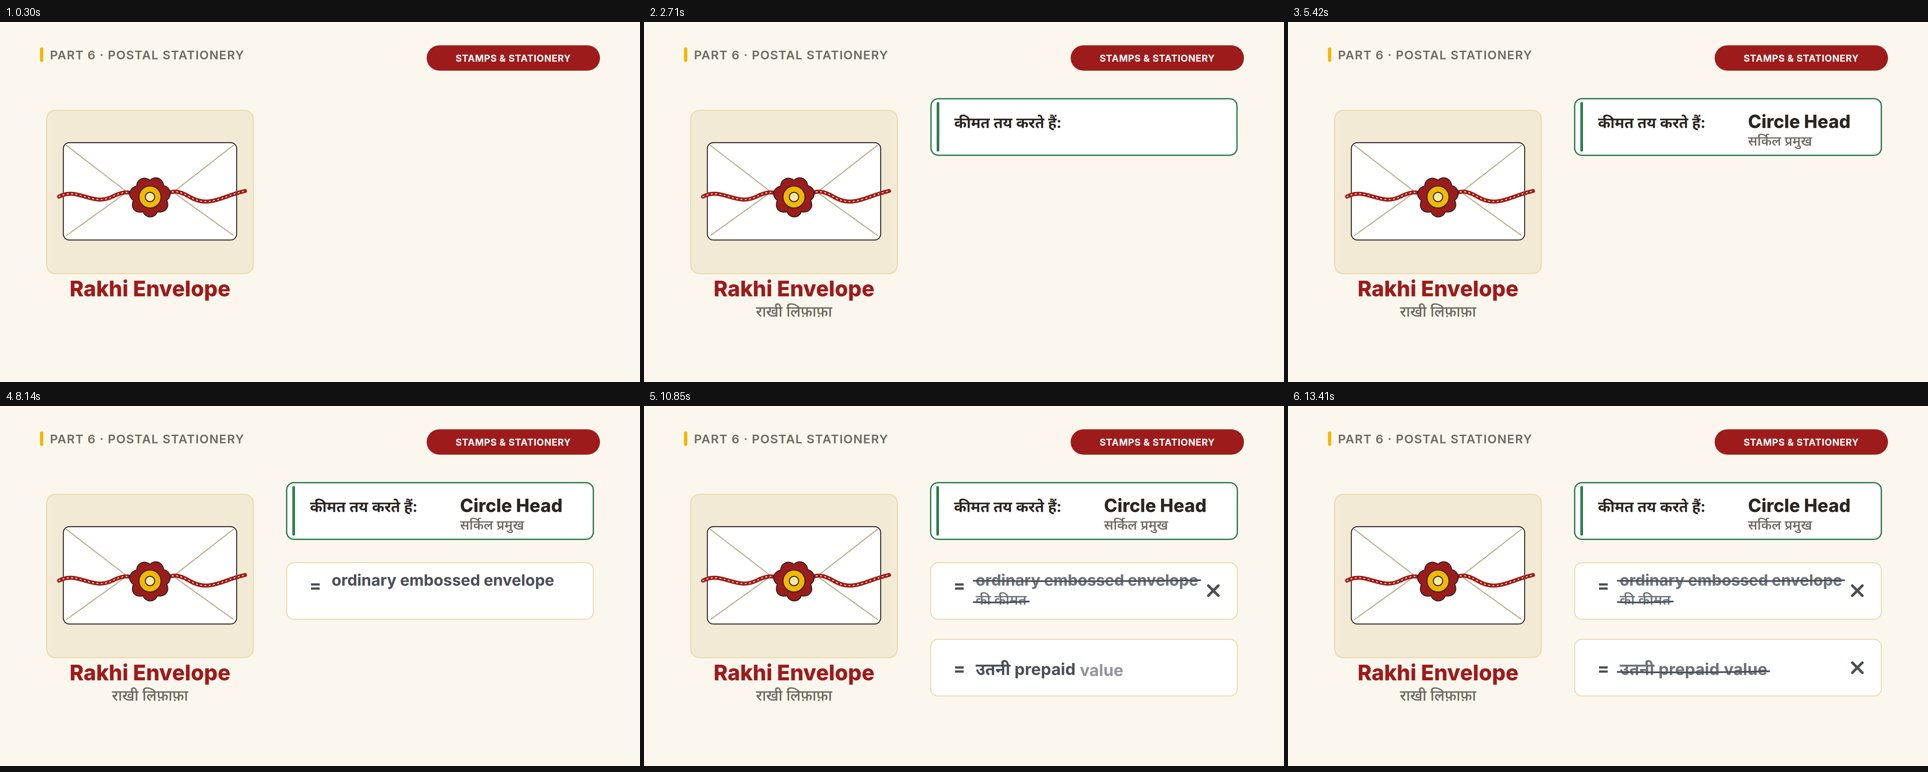 1. 0.30s
PART 6 · POSTAL STATIONERY
STAMPS & STATIONERY
Rakhi Envelope
2. 2.71s
PART 6 · POSTAL STATIONERY
STAMPS & STATIONERY
कीमत तय करते हैं:
Rakhi Envelope
राखी लिफ़ाफ़ा
3. 5.42s
PART 6 · POSTAL STATIONERY
STAMPS & STATIONERY
कीमत तय करते हैं: Circle Head
सर्किल प्रमुख
Rakhi Envelope
राखी लिफ़ाफ़ा
4. 8.14s
PART 6 · POSTAL STATIONERY
STAMPS & STATIONERY
कीमत तय करते हैं: Circle Head
सर्किल प्रमुख
= ordinary embossed envelope
Rakhi Envelope
राखी लिफ़ाफ़ा
5. 10.85s
PART 6 · POSTAL STATIONERY
STAMPS & STATIONERY
कीमत तय करते हैं: Circle Head
सर्किल प्रमुख
= ordinary embossed envelope ✕
की कीमत
= उतनी prepaid value
Rakhi Envelope
राखी लिफ़ाफ़ा
6. 13.41s
PART 6 · POSTAL STATIONERY
STAMPS & STATIONERY
कीमत तय करते हैं: Circle Head
सर्किल प्रमुख
= ordinary embossed envelope ✕
की कीमत
= उतनी prepaid value ✕
Rakhi Envelope
राखी लिफ़ाफ़ा